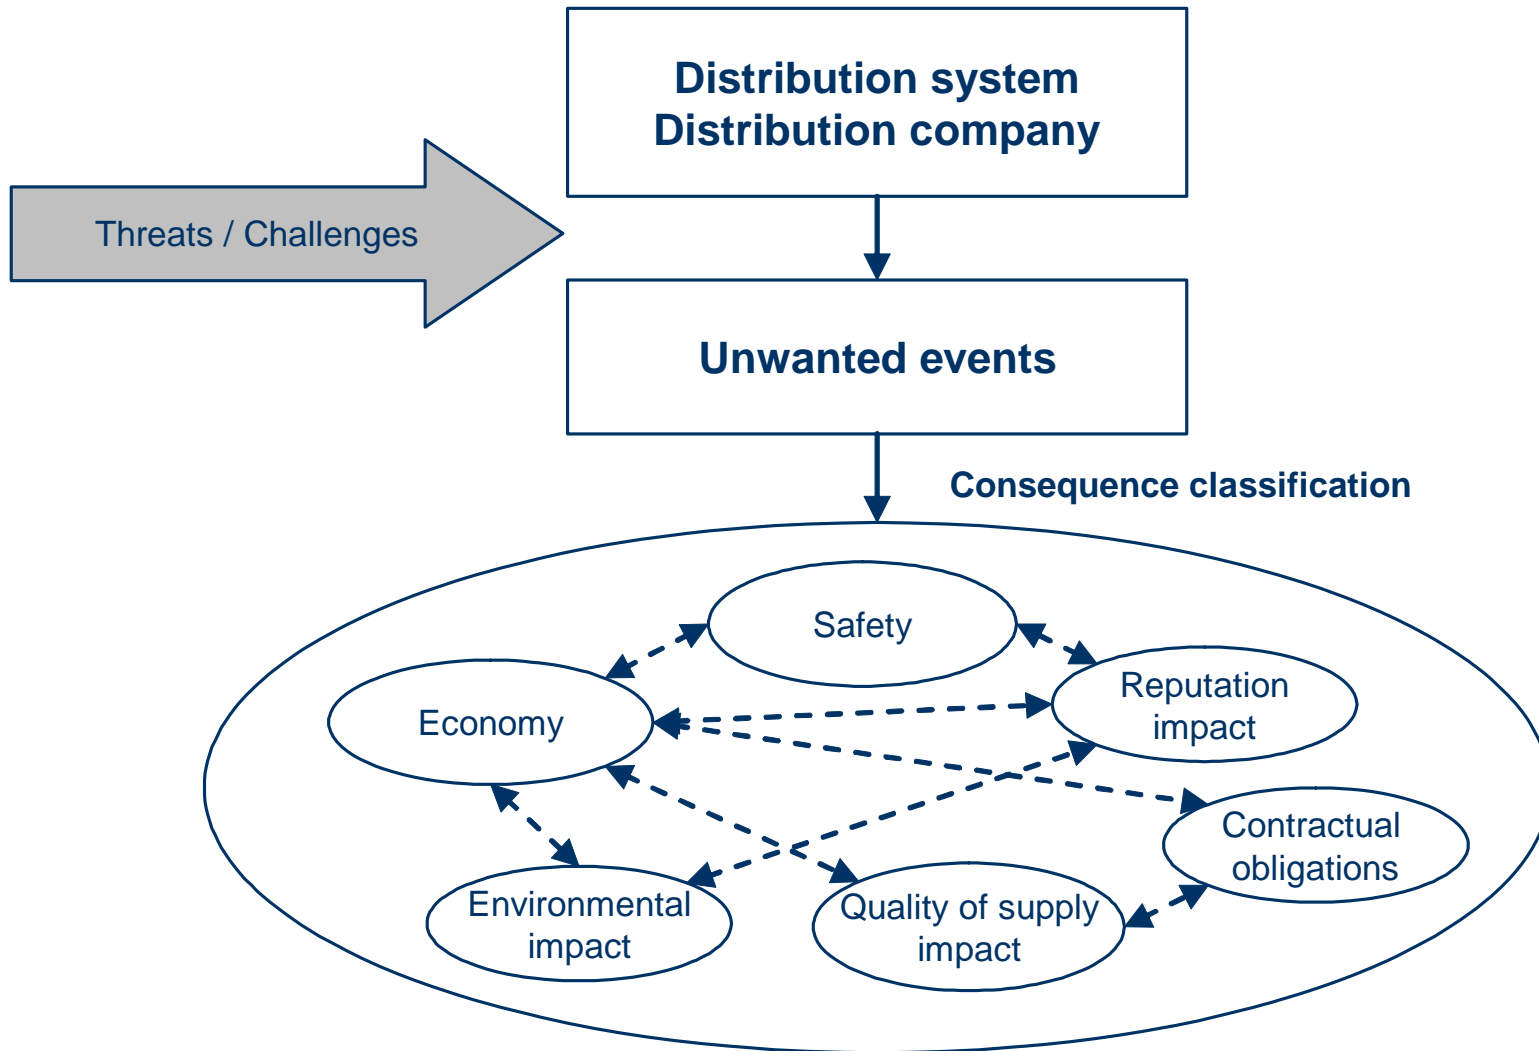 Distribution system
Distribution company
Threats / Challenges
Unwanted events
Consequence classification
Safety
Reputation
impact
Economy
Contractual
obligations
Environmental
impact
Quality of supply
impact